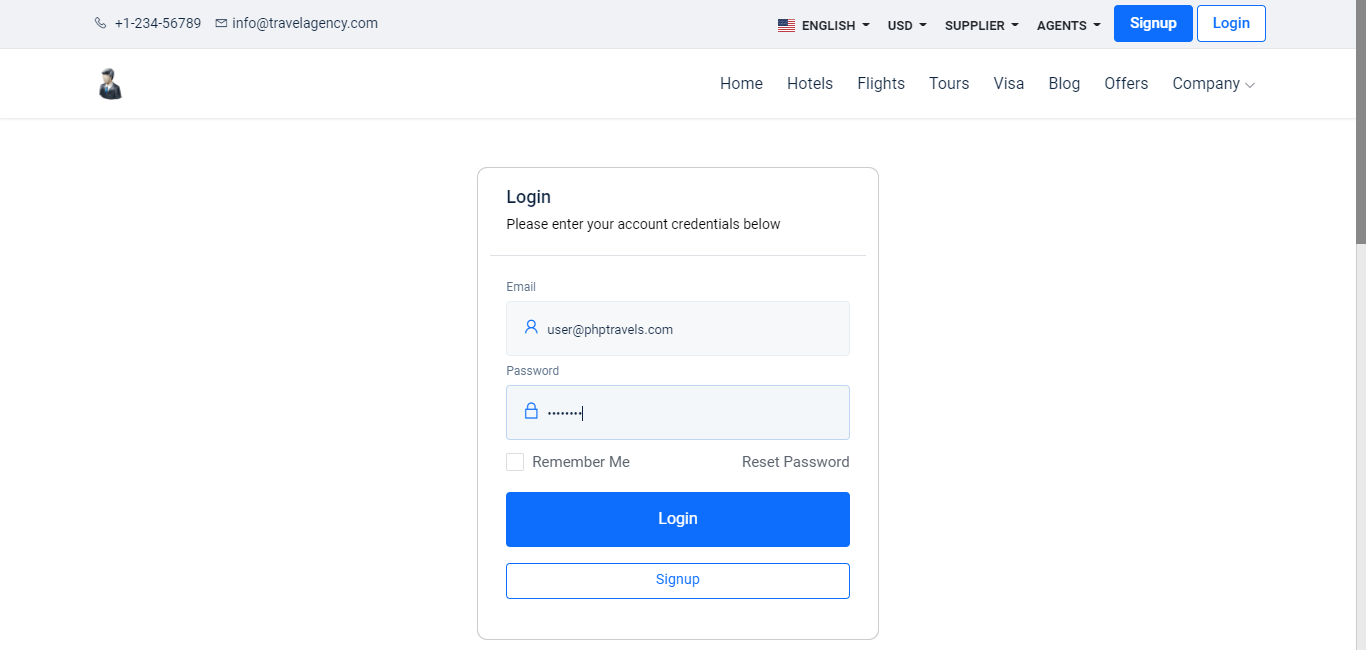 +1-234-56789 info@travelagency.com ENGLISH USD SUPPLIER AGENTS Signup Login
Home Hotels Flights Tours Visa Blog Offers Company
Login
Please enter your account credentials below
Email
user@phptravels.com
Password
••••••••
Remember Me Reset Password
Login
Signup